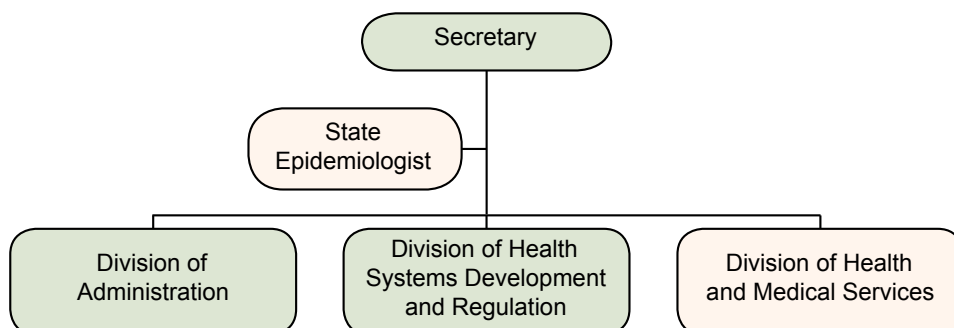 Secretary
State
Epidemiologist
Division of
Administration
Division of Health
Systems Development
and Regulation
Division of Health
and Medical Services